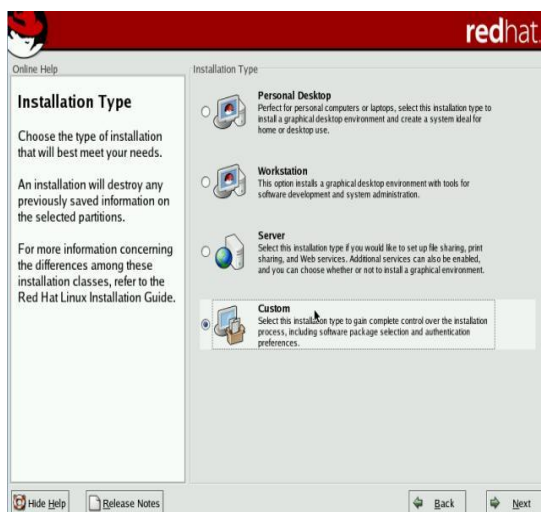 redhat.
Online Help
Installation Type
Installation Type
Choose the type of installation
that will best meet your needs.
An installation will destroy any
previously saved information on
the selected partitions.
For more information concerning
the differences among these
installation classes, refer to the
Red Hat Linux Installation Guide.
Personal Desktop
Perfect for personal computers or laptops, select this installation type to
install a graphical desktop environment and create a system ideal for
home or desktop use.
Workstation
This option installs a graphical desktop environment with tools for
software development and system administration.
Server
Select this installation type if you would like to set up file sharing, print
sharing, and Web services. Additional services can also be enabled,
and you can choose whether or not to install a graphical environment.
Custom
Select this installation type to gain complete control over the installation
process, including software package selection and authentication
preferences.
Hide Help
Release Notes
Back
Next